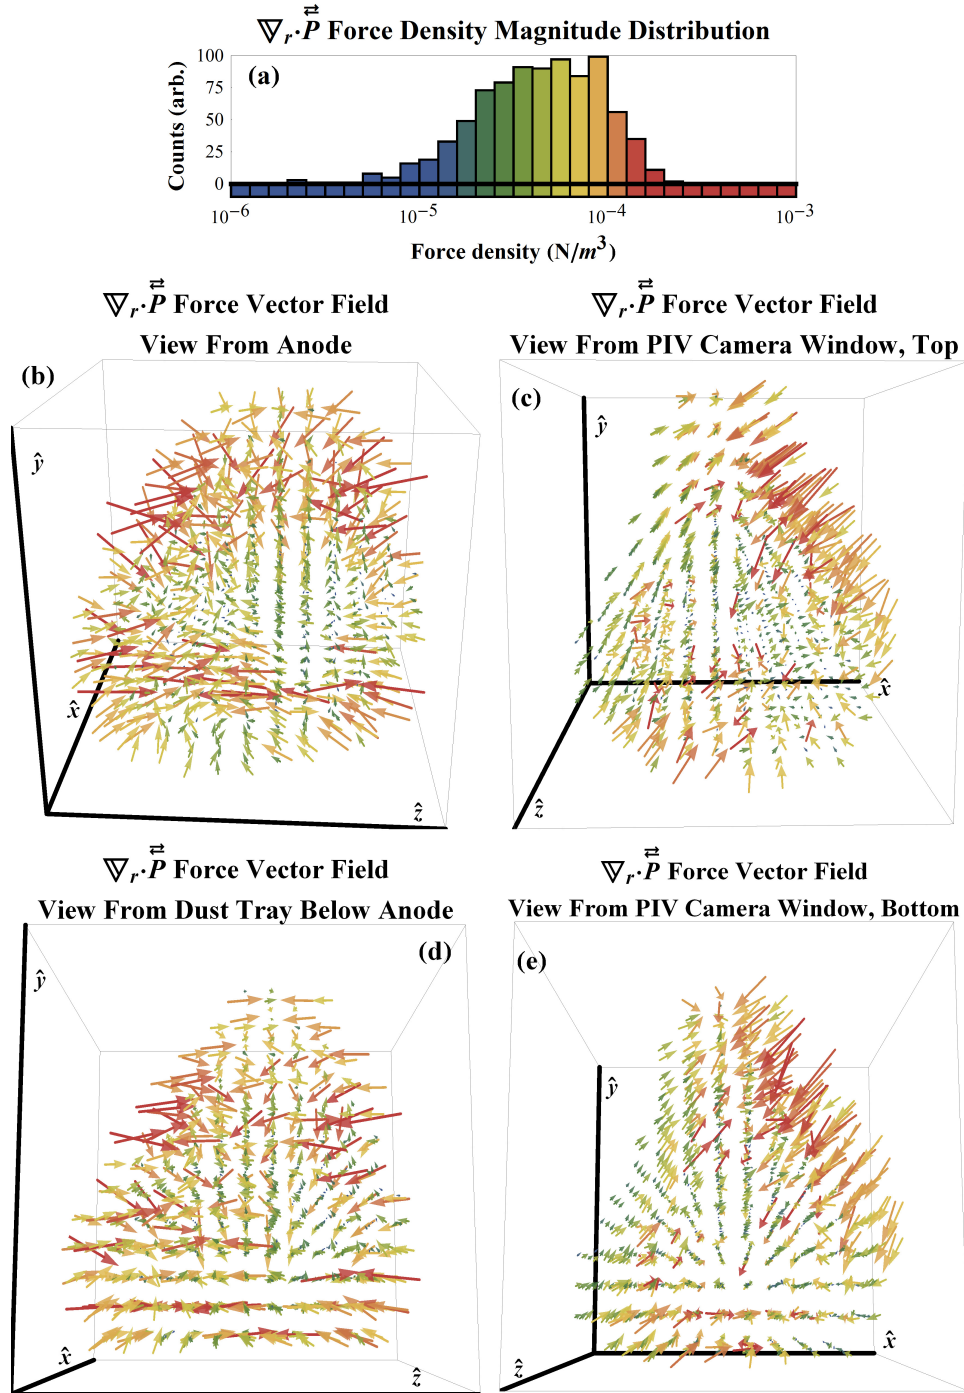 ∇r·P⇄ Force Density Magnitude Distribution
(a)
Counts (arb.)
100
75
50
25
0
10⁻⁶
10⁻⁵
10⁻⁴
10⁻³
Force density (N/m³)
∇r·P⇄ Force Vector Field
View From Anode
(b)
ŷ
x̂
ẑ
∇r·P⇄ Force Vector Field
View From PIV Camera Window, Top
(c)
ŷ
x̂
ẑ
∇r·P⇄ Force Vector Field
View From Dust Tray Below Anode
(d)
ŷ
x̂
ẑ
∇r·P⇄ Force Vector Field
View From PIV Camera Window, Bottom
(e)
ŷ
x̂
ẑ